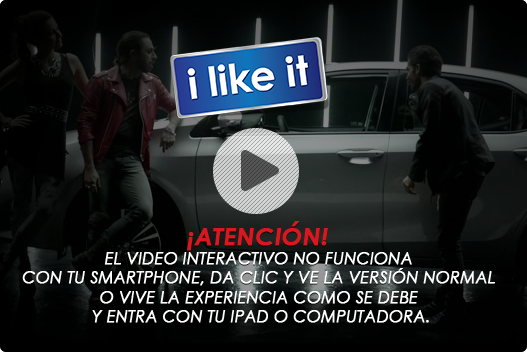 i like it
¡ATENCIÓN!
EL VIDEO INTERACTIVO NO FUNCIONA
CON TU SMARTPHONE, DA CLIC Y VE LA VERSIÓN NORMAL
O VIVE LA EXPERIENCIA COMO SE DEBE
Y ENTRA CON TU IPAD O COMPUTADORA.